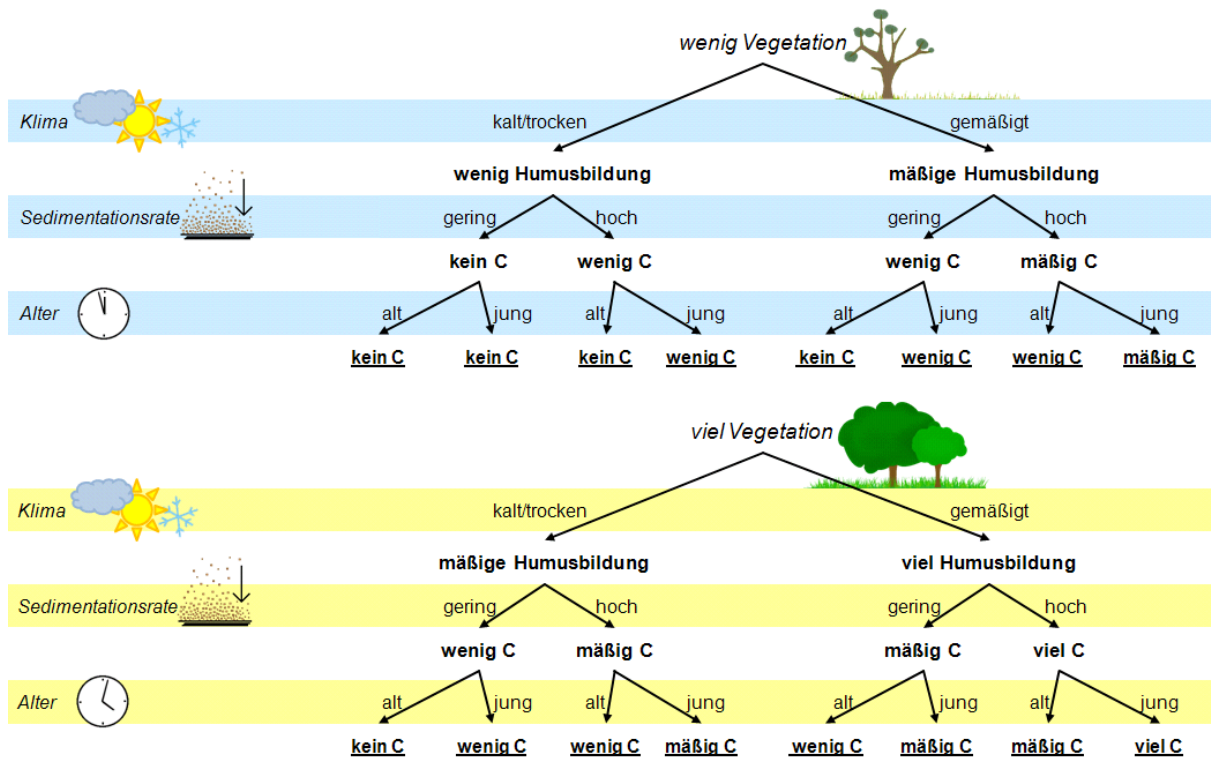 wenig Vegetation
Klima kalt/trocken gemäßigt
wenig Humusbildung mäßige Humusbildung
Sedimentationsrate gering hoch gering hoch
kein C wenig C wenig C mäßig C
Alter alt jung alt jung alt jung alt jung
kein C kein C kein C wenig C kein C wenig C wenig C mäßig C
viel Vegetation
Klima kalt/trocken gemäßigt
mäßige Humusbildung viel Humusbildung
Sedimentationsrate gering hoch gering hoch
wenig C mäßig C mäßig C viel C
Alter alt jung alt jung alt jung alt jung
kein C wenig C wenig C mäßig C wenig C mäßig C mäßig C viel C